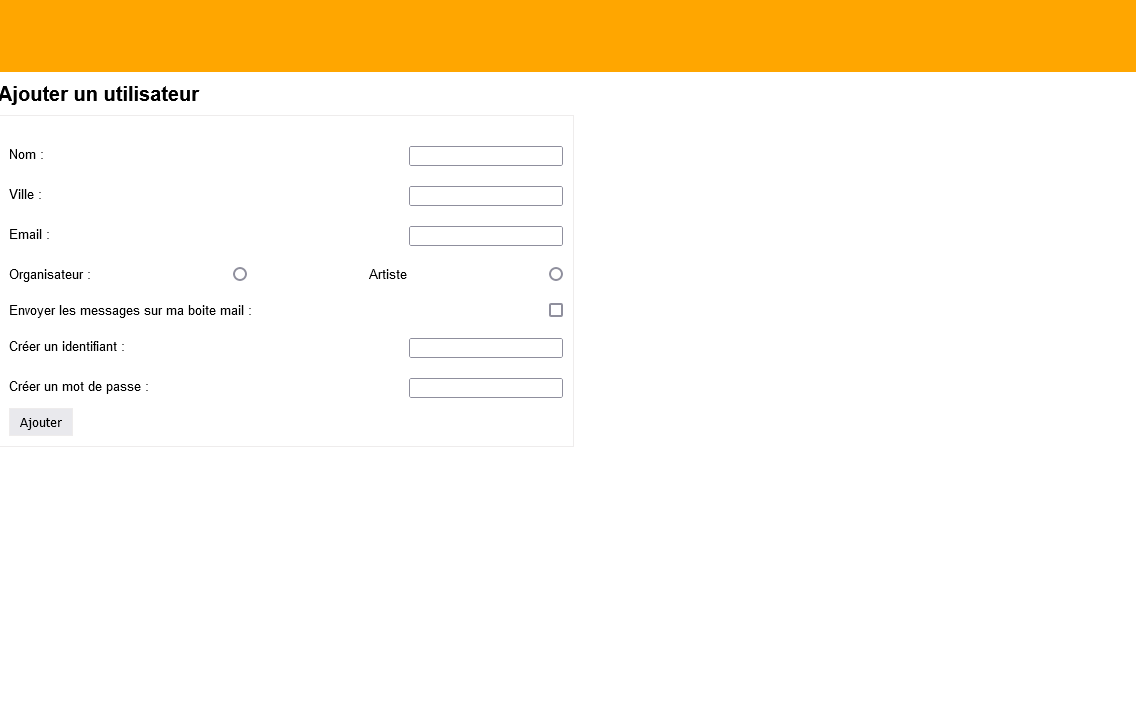 Ajouter un utilisateur
Nom :
Ville :
Email :
Organisateur : Artiste
Envoyer les messages sur ma boite mail :
Créer un identifiant :
Créer un mot de passe :
Ajouter